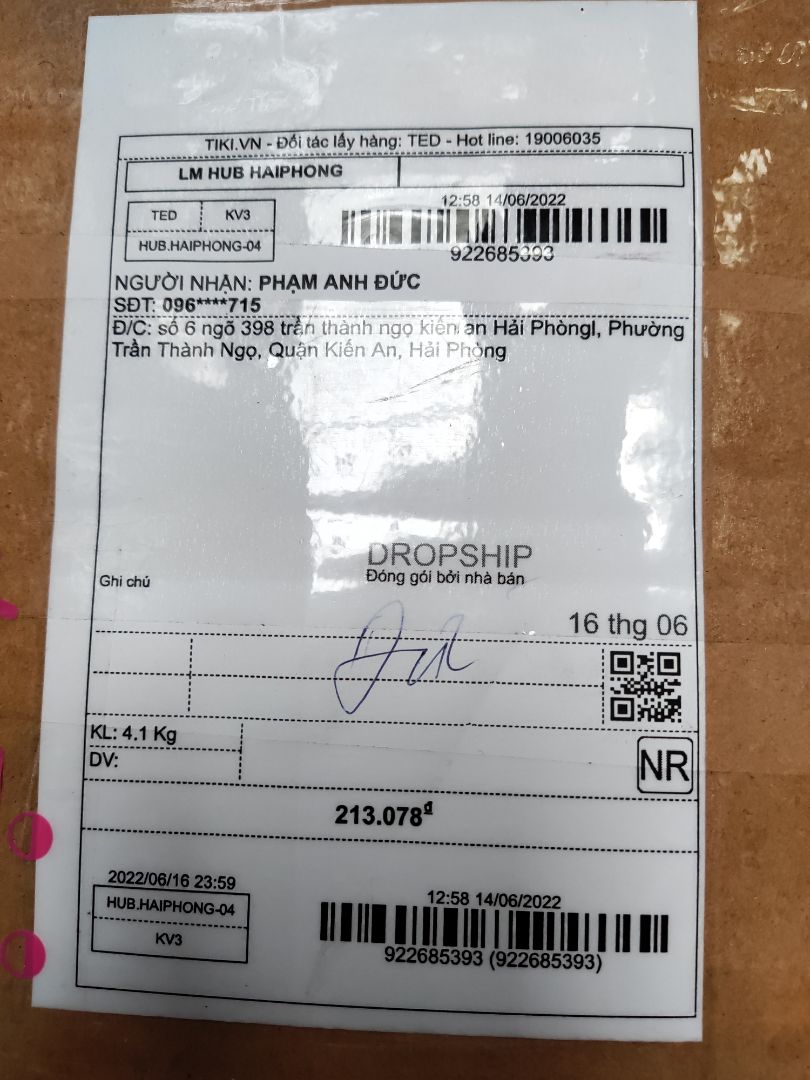 TIKI.VN - Đối tác lấy hàng: TED - Hot line: 19006035
LM HUB HAIPHONG
TED KV3
HUB.HAIPHONG-04
12:58 14/06/2022
922685393
NGƯỜI NHẬN: PHẠM ANH ĐỨC
SĐT: 096****715
Đ/C: số 6 ngõ 398 trần thành ngọ kiến an Hải Phòngl, Phường
Trần Thành Ngọ, Quận Kiến An, Hải Phòng
DROPSHIP
Đóng gói bởi nhà bán
Ghi chú
16 thg 06
KL: 4.1 Kg
DV:
NR
213.078₫
2022/06/16 23:59
HUB.HAIPHONG-04
KV3
12:58 14/06/2022
922685393 (922685393)